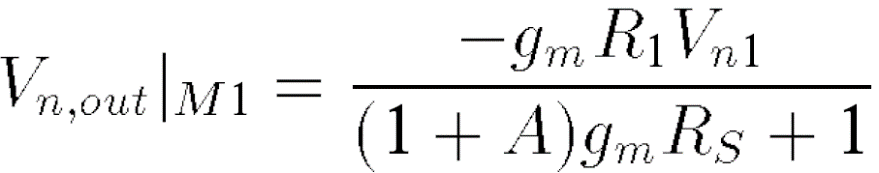 V_{n,out}|_{M1} = \frac{-g_m R_1 V_{n1}}{(1 + A)g_m R_S + 1}